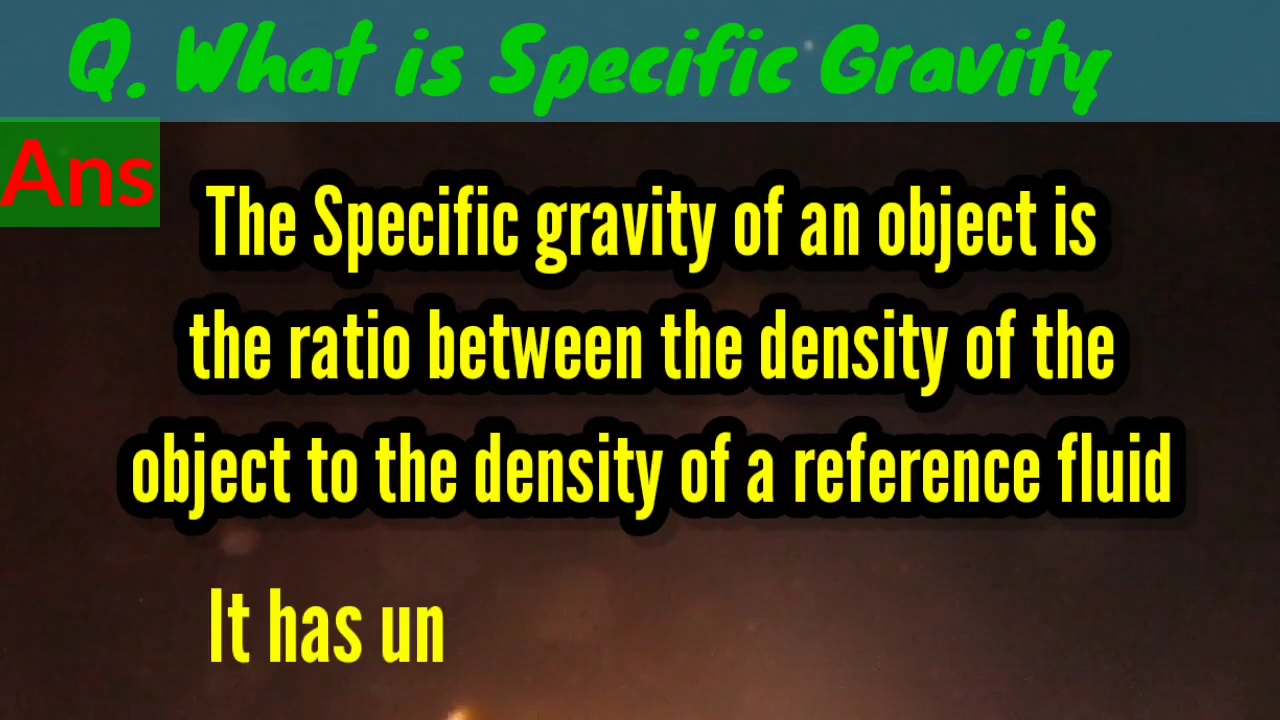 Q. What is Specific Gravity
Ans
The Specific gravity of an object is
the ratio between the density of the
object to the density of a reference fluid
It has un